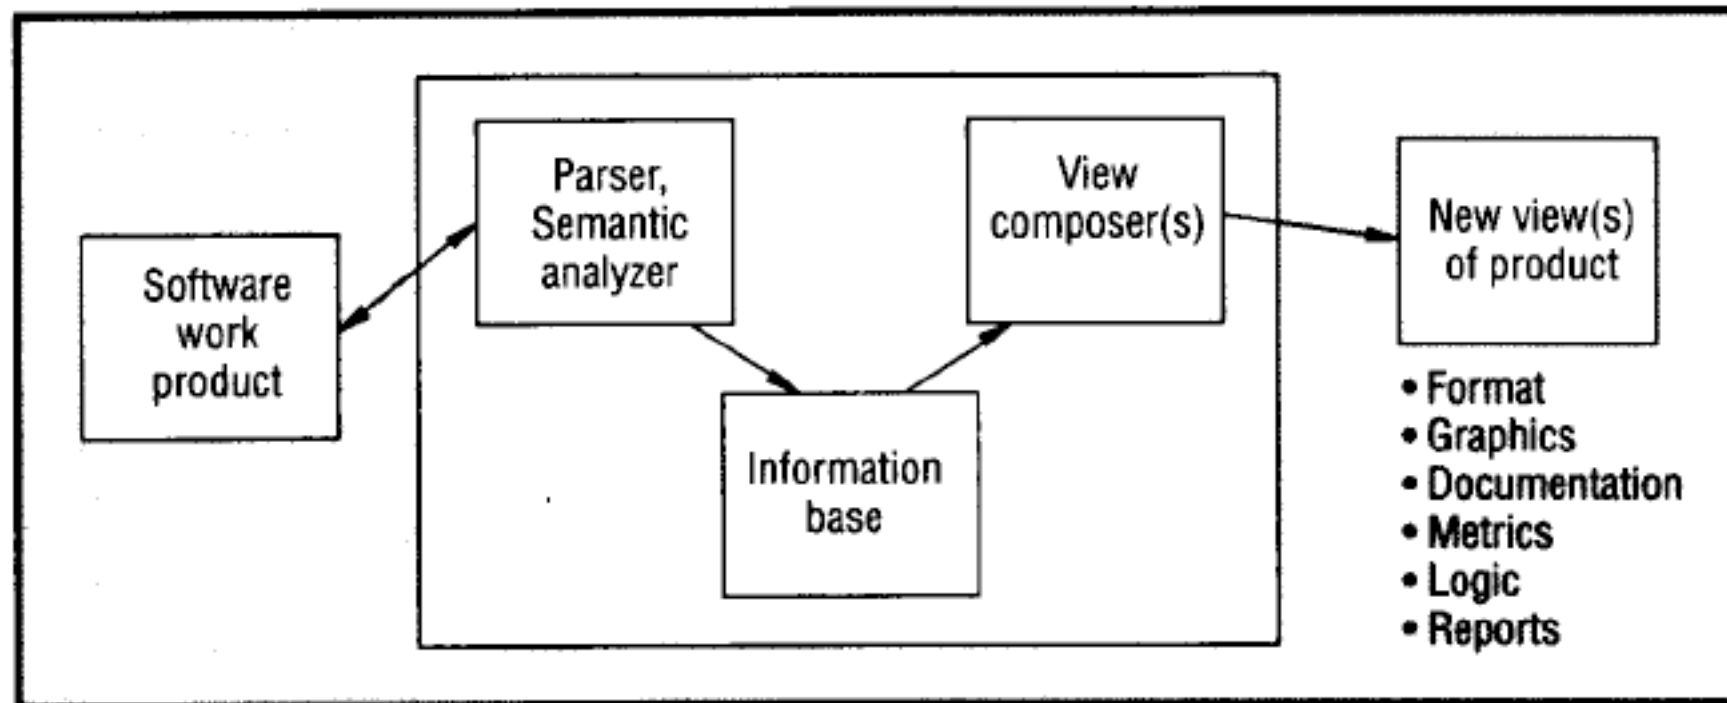 Software
work
product
Parser,
Semantic
analyzer
Information
base
View
composer(s)
New view(s)
of product
• Format
• Graphics
• Documentation
• Metrics
• Logic
• Reports